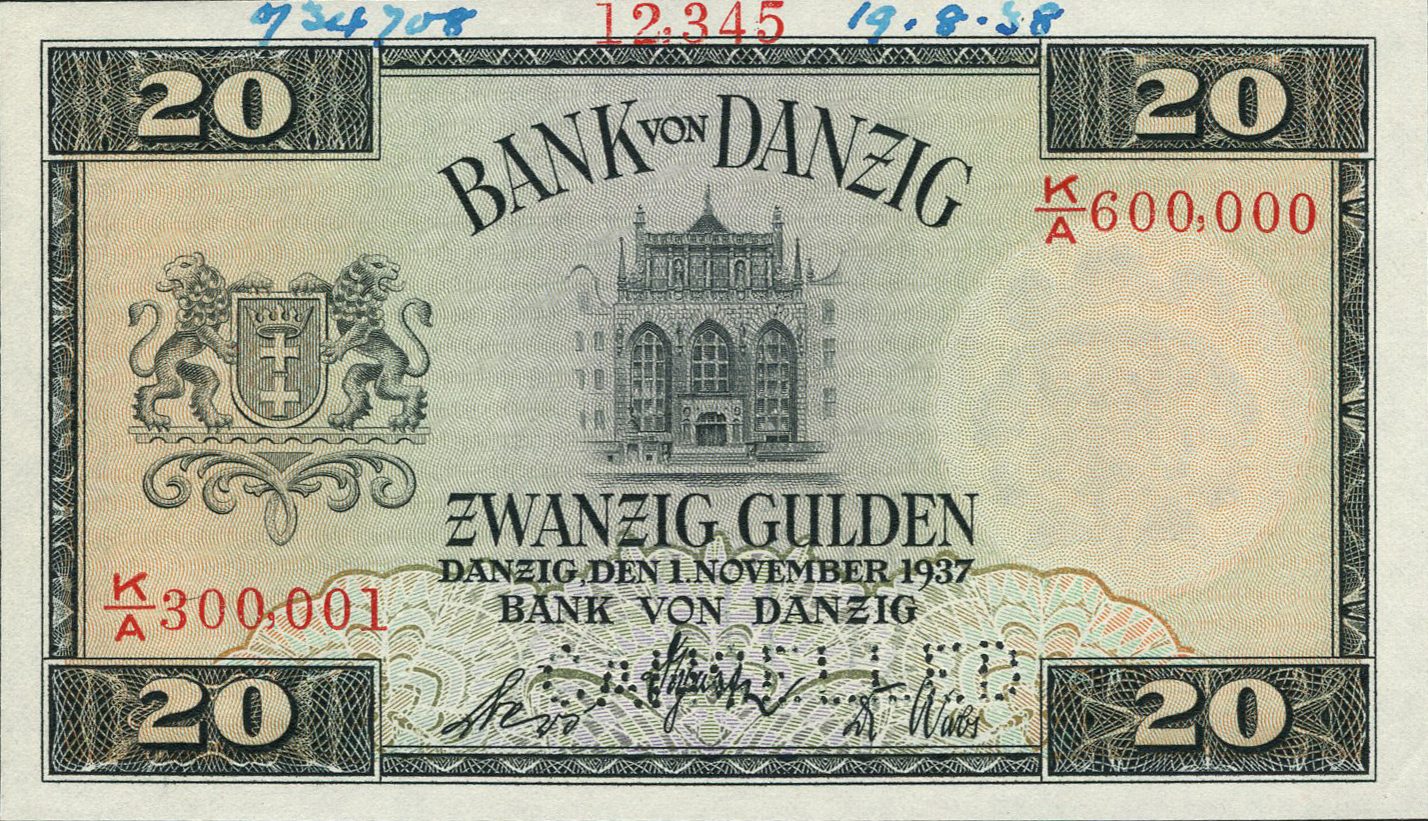 734708 12,345 19.8.38
20 20
BANK VON DANZIG
K/A 600,000
ZWANZIG GULDEN
DANZIG, DEN 1. NOVEMBER 1937
K/A 300,001
BANK VON DANZIG
CANCELLED
20 20